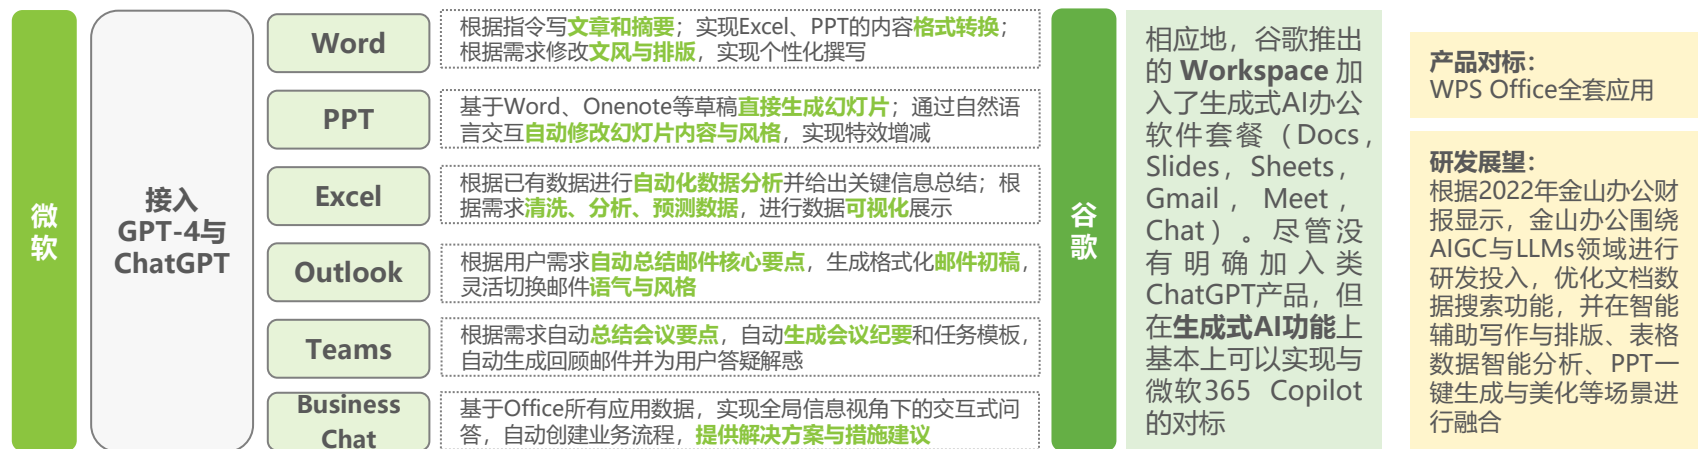 微
软
接入
GPT-4与
ChatGPT
Word
根据指令写文章和摘要；实现Excel、PPT的内容格式转换；
根据需求修改文风与排版，实现个性化撰写
PPT
基于Word、Onenote等草稿直接生成幻灯片；通过自然语
言交互自动修改幻灯片内容与风格，实现特效增减
Excel
根据已有数据进行自动化数据分析并给出关键信息总结；根
据需求清洗、分析、预测数据，进行数据可视化展示
Outlook
根据用户需求自动总结邮件核心要点，生成格式化邮件初稿，
灵活切换邮件语气与风格
Teams
根据需求自动总结会议要点，自动生成会议纪要和任务模板，
自动生成回顾邮件并为用户答疑解惑
Business
Chat
基于Office所有应用数据，实现全局信息视角下的交互式问
答，自动创建业务流程，提供解决方案与措施建议
谷
歌
相应地，谷歌推出
的 Workspace 加
入了生成式AI办公
软件套餐（Docs，
Slides，Sheets，
Gmail，Meet，
Chat）。尽管没
有明确加入类
ChatGPT产品，但
在生成式AI功能上
基本上可以实现与
微软365 Copilot
的对标
产品对标：
WPS Office全套应用
研发展望：
根据2022年金山办公财
报显示，金山办公围绕
AIGC与LLMs领域进行
研发投入，优化文档数
据搜索功能，并在智能
辅助写作与排版、表格
数据智能分析、PPT一
键生成与美化等场景进
行融合